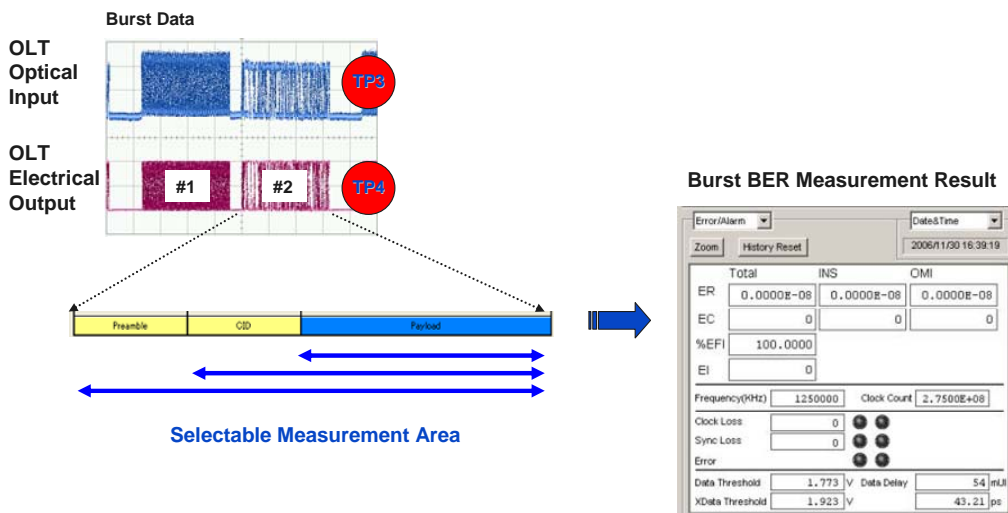 Burst Data
OLT
Optical
Input
TP3
OLT
Electrical
Output
#1
#2
TP4
Preamble
CID
Payload
Selectable Measurement Area
Burst BER Measurement Result
Error/Alarm
Date&Time
Zoom
History Reset
2006/11/30 16:39:19
Total INS OMI
ER 0.0000E-08 0.0000E-08 0.0000E-08
EC 0 0 0
%EFI 100.0000
EI 0
Frequency(KHz) 1250000 Clock Count 2.7500E+08
Clock Loss 0
Sync Loss 0
Error
Data Threshold 1.773 V Data Delay 54 mUI
XData Threshold 1.923 V 43.21 ps